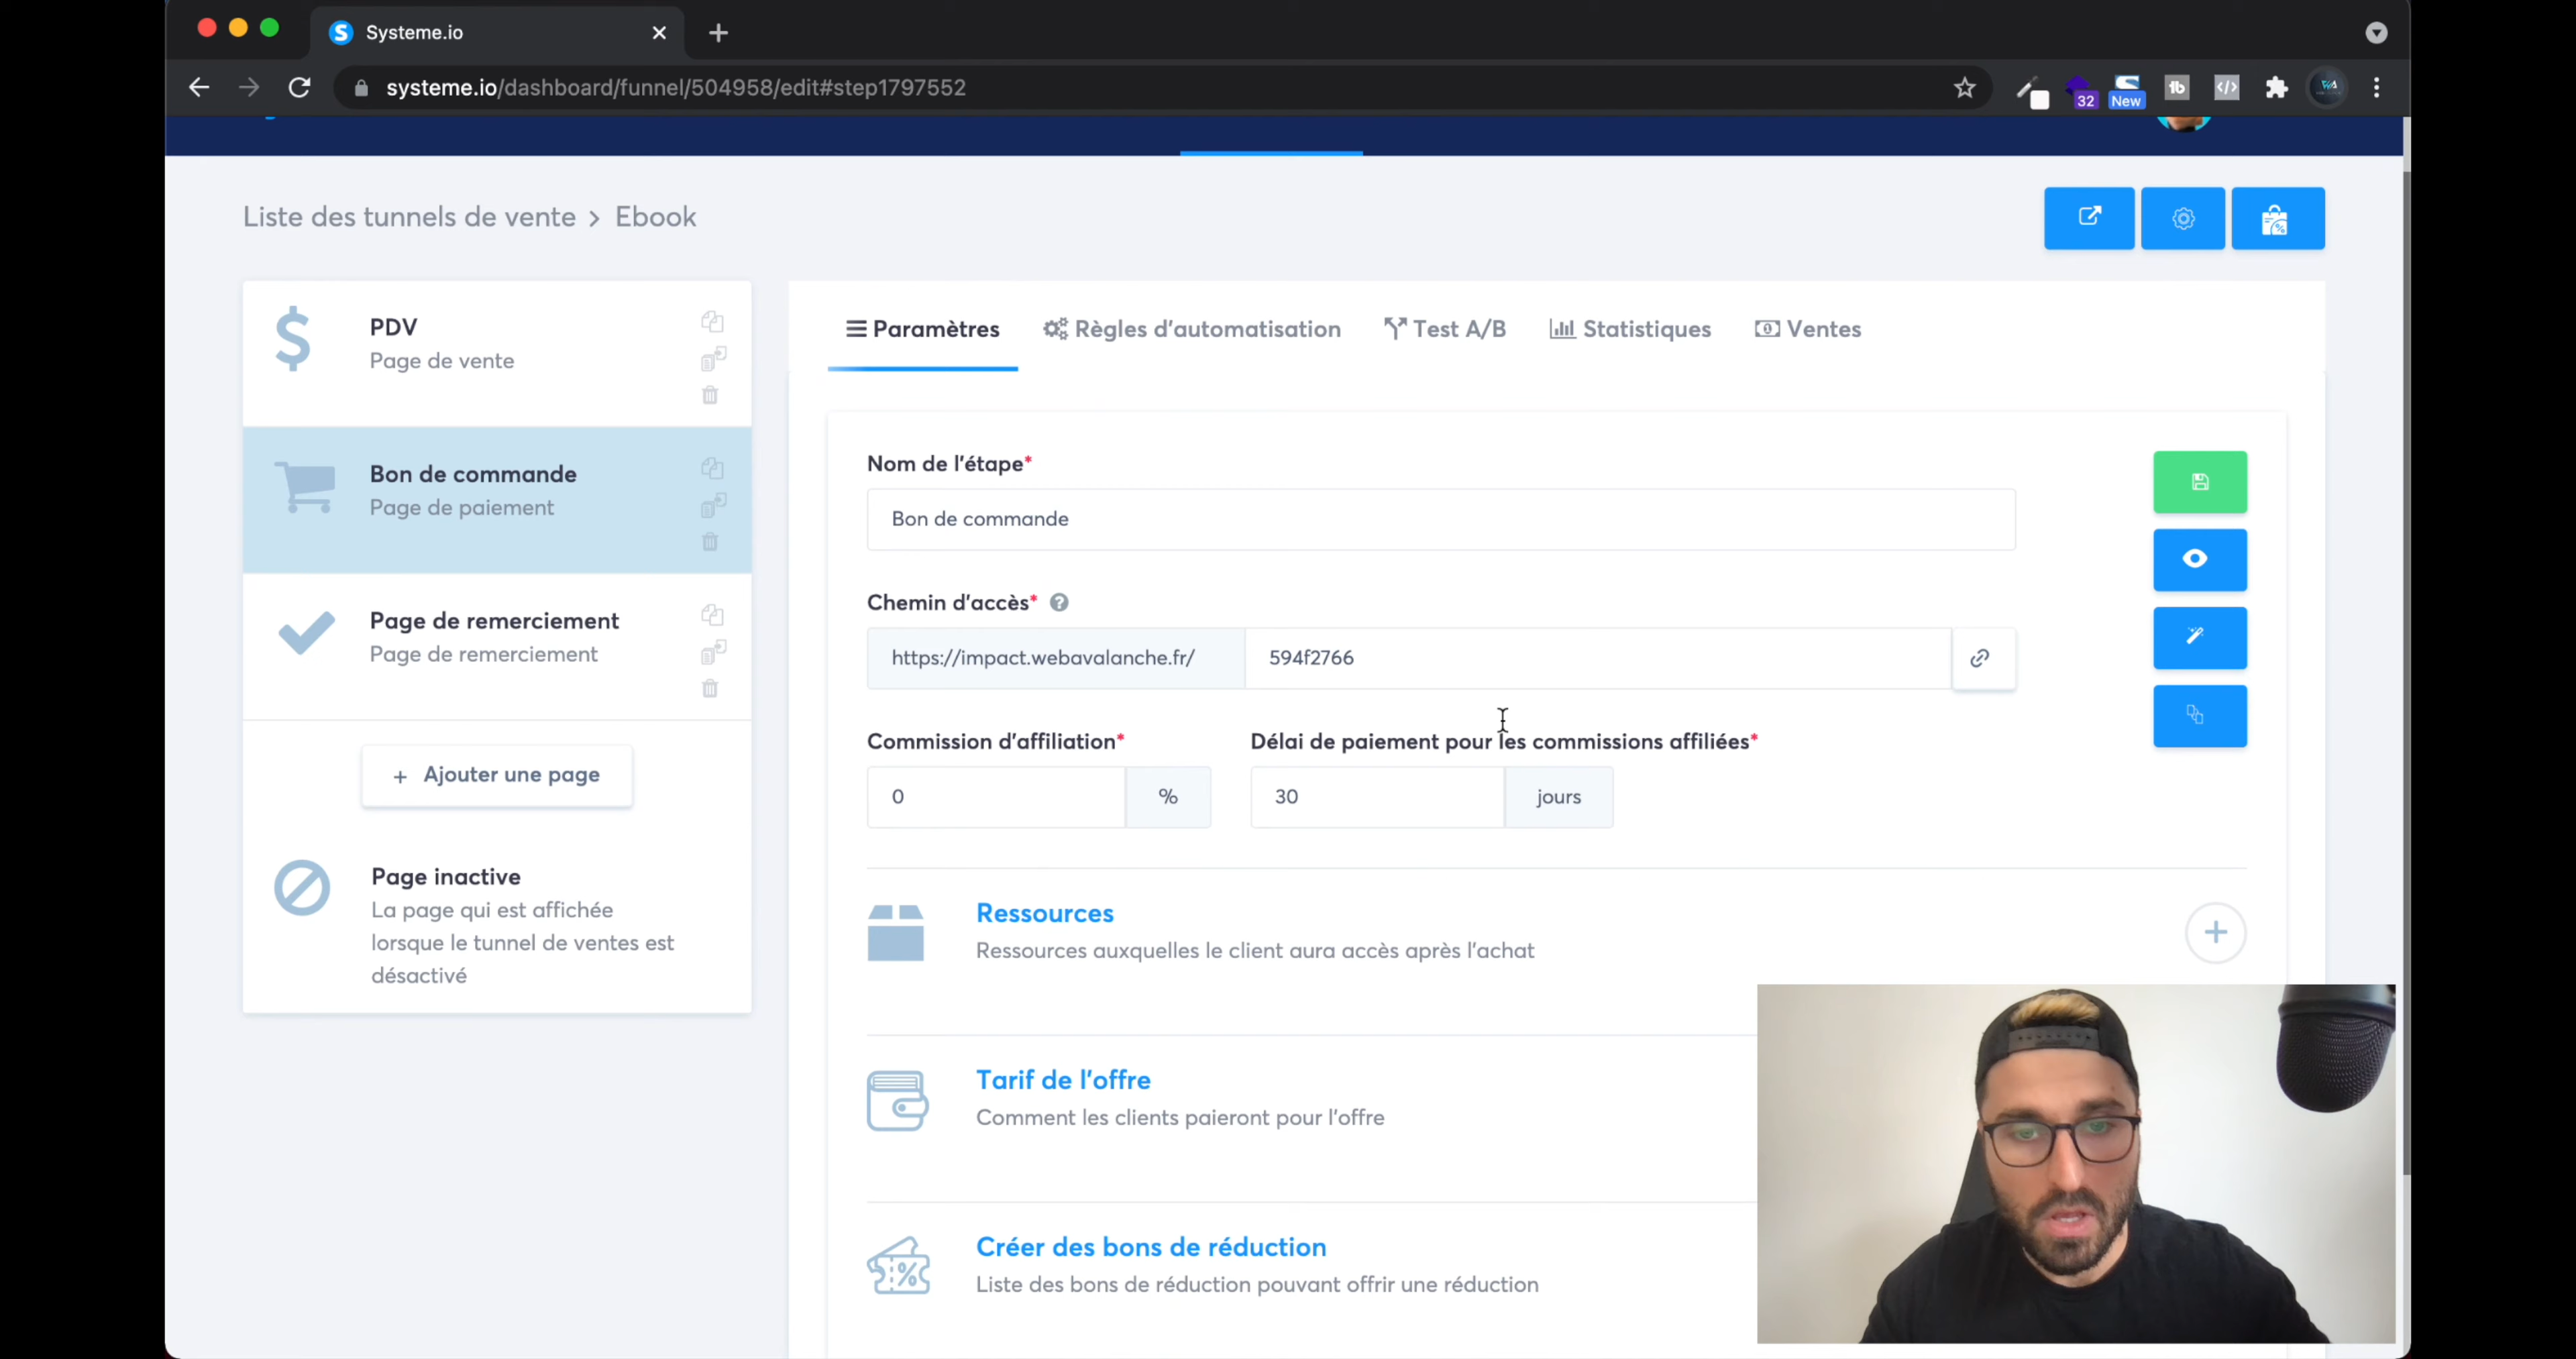 Systeme.io
systeme.io/dashboard/funnel/504958/edit#step1797552
32
New
Liste des tunnels de vente > Ebook
PDV
Page de vente
Bon de commande
Page de paiement
Page de remerciement
Page de remerciement
+ Ajouter une page
Page inactive
La page qui est affichée
lorsque le tunnel de ventes est
désactivé
Paramètres
Règles d'automatisation
Test A/B
Statistiques
Ventes
Nom de l'étape*
Bon de commande
Chemin d'accès* ?
https://impact.webavalanche.fr/ 594f2766
Commission d'affiliation* Délai de paiement pour les commissions affiliées*
0 % 30 jours
Ressources
Ressources auxquelles le client aura accès après l'achat
Tarif de l'offre
Comment les clients paieront pour l'offre
Créer des bons de réduction
Liste des bons de réduction pouvant offrir une réduction